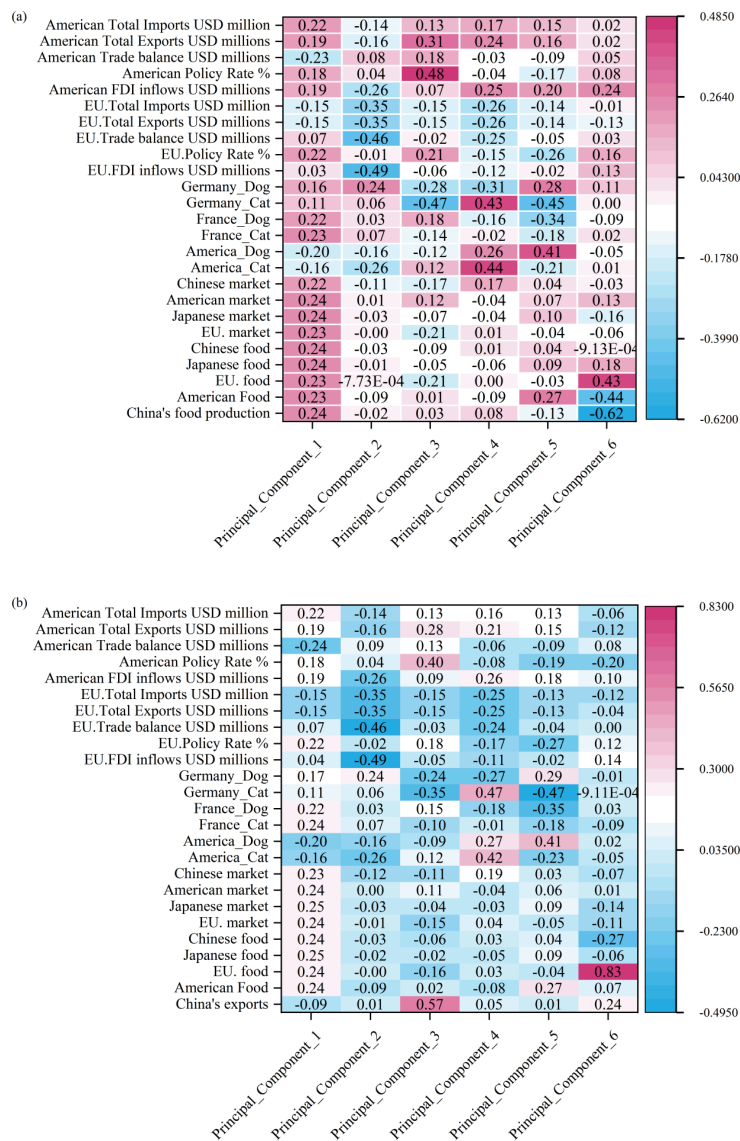 (a)
American Total Imports USD million 0.22 -0.14 0.13 0.17 0.15 0.02
American Total Exports USD millions 0.19 -0.16 0.31 0.24 0.16 0.02
American Trade balance USD millions -0.23 0.08 0.18 -0.03 -0.09 0.05
American Policy Rate % 0.18 0.04 0.48 -0.04 -0.17 0.08
American FDI inflows USD millions 0.19 -0.26 0.07 0.25 0.20 0.24
EU.Total Imports USD million -0.15 -0.35 -0.15 -0.26 -0.14 -0.01
EU.Total Exports USD millions -0.15 -0.35 -0.15 -0.26 -0.14 -0.13
EU.Trade balance USD millions 0.07 -0.46 -0.02 -0.25 -0.05 0.03
EU.Policy Rate % 0.22 -0.01 0.21 -0.15 -0.26 0.16
EU.FDI inflows USD millions 0.03 -0.49 -0.06 -0.12 -0.02 0.13
Germany_Dog 0.16 0.24 -0.28 -0.31 0.28 0.11
Germany_Cat 0.11 0.06 -0.47 0.43 -0.45 0.00
France_Dog 0.22 0.03 0.18 -0.16 -0.34 -0.09
France_Cat 0.23 0.07 -0.14 -0.02 -0.18 0.02
America_Dog -0.20 -0.16 -0.12 0.26 0.41 -0.05
America_Cat -0.16 -0.26 0.12 0.44 -0.21 0.01
Chinese market 0.22 -0.11 -0.17 0.17 0.04 -0.03
American market 0.24 0.01 0.12 -0.04 0.07 0.13
Japanese market 0.24 -0.03 -0.07 -0.04 0.10 -0.16
EU. market 0.23 -0.00 -0.21 0.01 -0.04 -0.06
Chinese food 0.24 -0.03 -0.09 0.01 0.04 -9.13E-04
Japanese food 0.24 -0.01 -0.05 -0.06 0.09 0.18
EU. food 0.23 -7.73E-04 -0.21 0.00 -0.03 0.43
American Food 0.23 -0.09 0.01 -0.09 0.27 -0.44
China's food production 0.24 -0.02 0.03 0.08 -0.13 -0.62
Principal_Component_1 Principal_Component_2 Principal_Component_3 Principal_Component_4 Principal_Component_5 Principal_Component_6
0.4850
0.2640
0.04300
-0.1780
-0.3990
-0.6200
(b)
American Total Imports USD million 0.22 -0.14 0.13 0.16 0.13 -0.06
American Total Exports USD millions 0.19 -0.16 0.28 0.21 0.15 -0.12
American Trade balance USD millions -0.24 0.09 0.13 -0.06 -0.09 0.08
American Policy Rate % 0.18 0.04 0.40 -0.08 -0.19 -0.20
American FDI inflows USD millions 0.19 -0.26 0.09 0.26 0.18 0.10
EU.Total Imports USD million -0.15 -0.35 -0.15 -0.25 -0.13 -0.12
EU.Total Exports USD millions -0.15 -0.35 -0.15 -0.25 -0.13 -0.04
EU.Trade balance USD millions 0.07 -0.46 -0.03 -0.24 -0.04 0.00
EU.Policy Rate % 0.22 -0.02 0.18 -0.17 -0.27 0.12
EU.FDI inflows USD millions 0.04 -0.49 -0.05 -0.11 -0.02 0.14
Germany_Dog 0.17 0.24 -0.24 -0.27 0.29 -0.01
Germany_Cat 0.11 0.06 -0.35 0.47 -0.47 -9.11E-04
France_Dog 0.22 0.03 0.15 -0.18 -0.35 0.03
France_Cat 0.24 0.07 -0.10 -0.01 -0.18 -0.09
America_Dog -0.20 -0.16 -0.09 0.27 0.41 0.02
America_Cat -0.16 -0.26 0.12 0.42 -0.23 -0.05
Chinese market 0.23 -0.12 -0.11 0.19 0.03 -0.07
American market 0.24 0.00 0.11 -0.04 0.06 0.01
Japanese market 0.25 -0.03 -0.04 -0.03 0.09 -0.14
EU. market 0.24 -0.01 -0.15 0.04 -0.05 -0.11
Chinese food 0.24 -0.03 -0.06 0.03 0.04 -0.27
Japanese food 0.25 -0.02 -0.02 -0.05 0.09 -0.06
EU. food 0.24 -0.00 -0.16 0.03 -0.04 0.83
American Food 0.24 -0.09 0.02 -0.08 0.27 0.07
China's exports -0.09 0.01 0.57 0.05 0.01 0.24
Principal_Component_1 Principal_Component_2 Principal_Component_3 Principal_Component_4 Principal_Component_5 Principal_Component_6
0.8300
0.5650
0.3000
0.03500
-0.2300
-0.4950